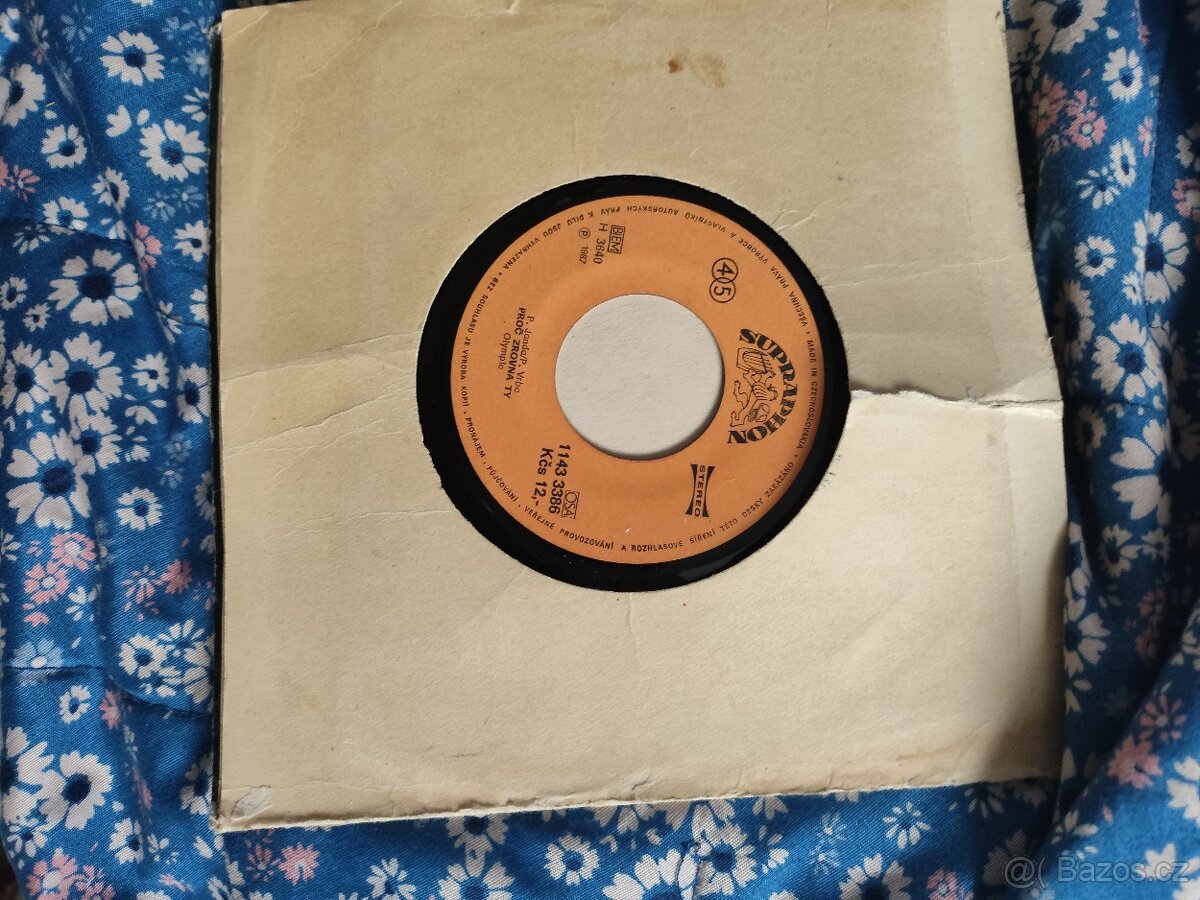 SUPRAPHON
45
STEREO
BIEM
H 3640
Ⓟ 1987
OSA
1143 3386
Kčs 12,-
P. Janda/P. Vrba
PROČ ZROVNA TY
Olympic
• MADE IN CZECHOSLOVAKIA • VŠECHNA PRÁVA VÝROBCE A VLASTNÍKŮ AUTORSKÝCH PRÁV K DÍLU JSOU VYHRAZENA • BEZ SOUHLASU JE VÝROBA KOPIÍ, PRONÁJEM, PŮJČOVÁNÍ, VEŘEJNÉ PROVOZOVÁNÍ A ROZHLASOVÉ ŠÍŘENÍ TÉTO DESKY ZAKÁZÁNO
Bazos.cz